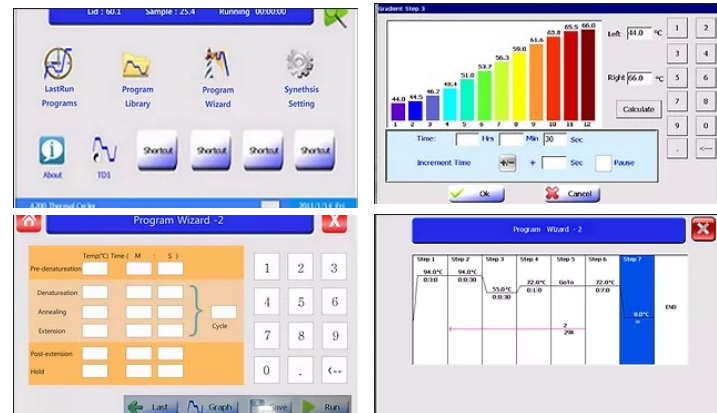 Lid : 60.1 Sample : 25.4 Running 00:00:00
LastRun Programs
Program Library
Program Wizard
Synethsis Setting
About
TD1
Shortcut
Shortcut
Shortcut
Shortcut
A200 Thermal Cycler
2011/1/14 Fri
Gradient Step 3
44.0 44.5 46.2 48.4 51.0 53.7 56.3 59.0 61.6 63.8 65.5 66.0
1 2 3 4 5 6 7 8 9 10 11 12
Left 44.0 °C
Right 66.0 °C
Calculate
1 2
3 4
5 6
7 8
9 0
. <---
Time: Hrs Min 30 Sec
Increment Time +/- + Sec Pause
Ok Cancel
Program Wizard -2
X
Temp(°C) Time ( M : S )
Pre-denatureation
Denatureation
Annealing
Extension
Cycle
Post-extension
Hold
1 2 3
4 5 6
7 8 9
0 . <--
Last Graph Save Run
Program Wizard -2
X
Step 1 Step 2 Step 3 Step 4 Step 5 Step 6 Step 7
94.0°C 94.0°C 55.0°C 72.0°C GoTo 72.0°C 8.0°C
0:3:0 0:0:30 0:0:30 0:1:0 0:7:0 ∞
END
2
29X